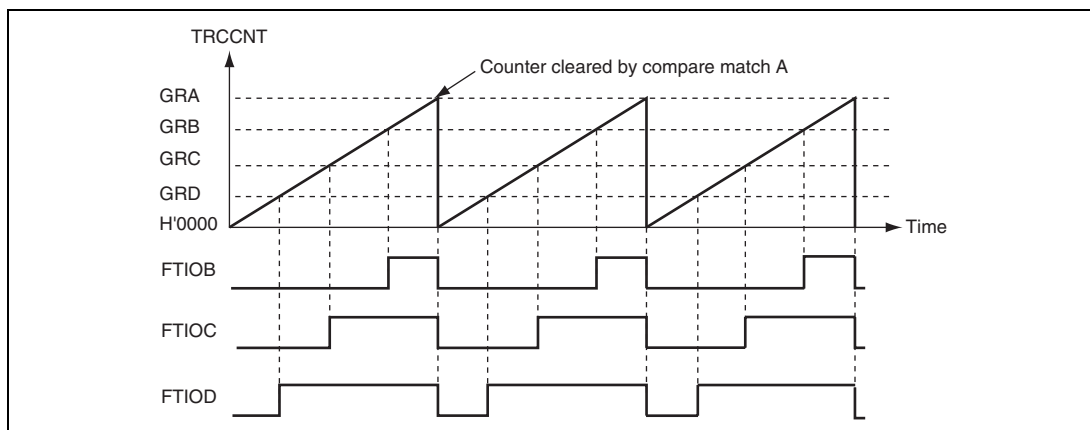 TRCCNT
Counter cleared by compare match A
GRA
GRB
GRC
GRD
H'0000
Time
FTIOB
FTIOC
FTIOD